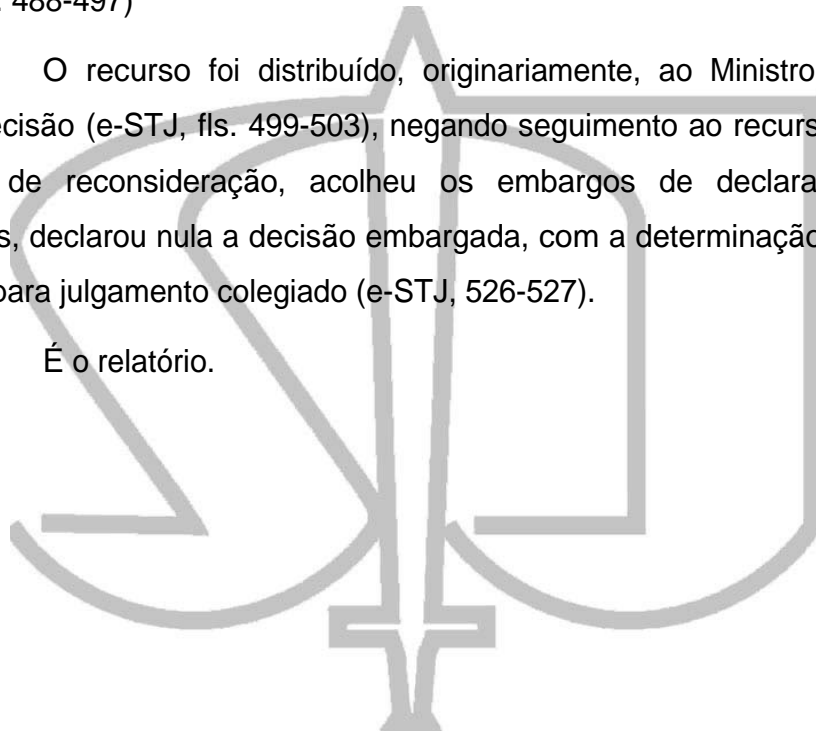 . 488-497)
O recurso foi distribuído, originariamente, ao Ministro
ecisão (e-STJ, fls. 499-503), negando seguimento ao recurs
de reconsideração, acolheu os embargos de declara
s, declarou nula a decisão embargada, com a determinação
para julgamento colegiado (e-STJ, 526-527).
É o relatório.